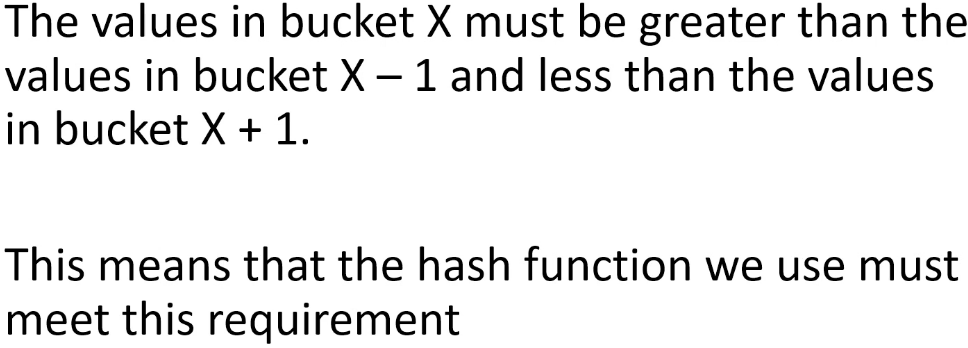 The values in bucket X must be greater than the
values in bucket X – 1 and less than the values
in bucket X + 1.
This means that the hash function we use must
meet this requirement